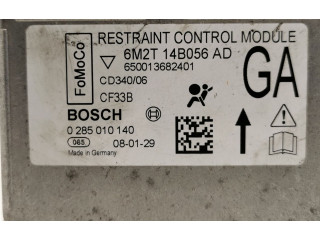 FoMoCo
RESTRAINT CONTROL MODULE
6M2T 14B056 AD
650013682401
CD340/06
CF33B
GA
BOSCH
0 285 010 140
065 08-01-29
Made in Germany